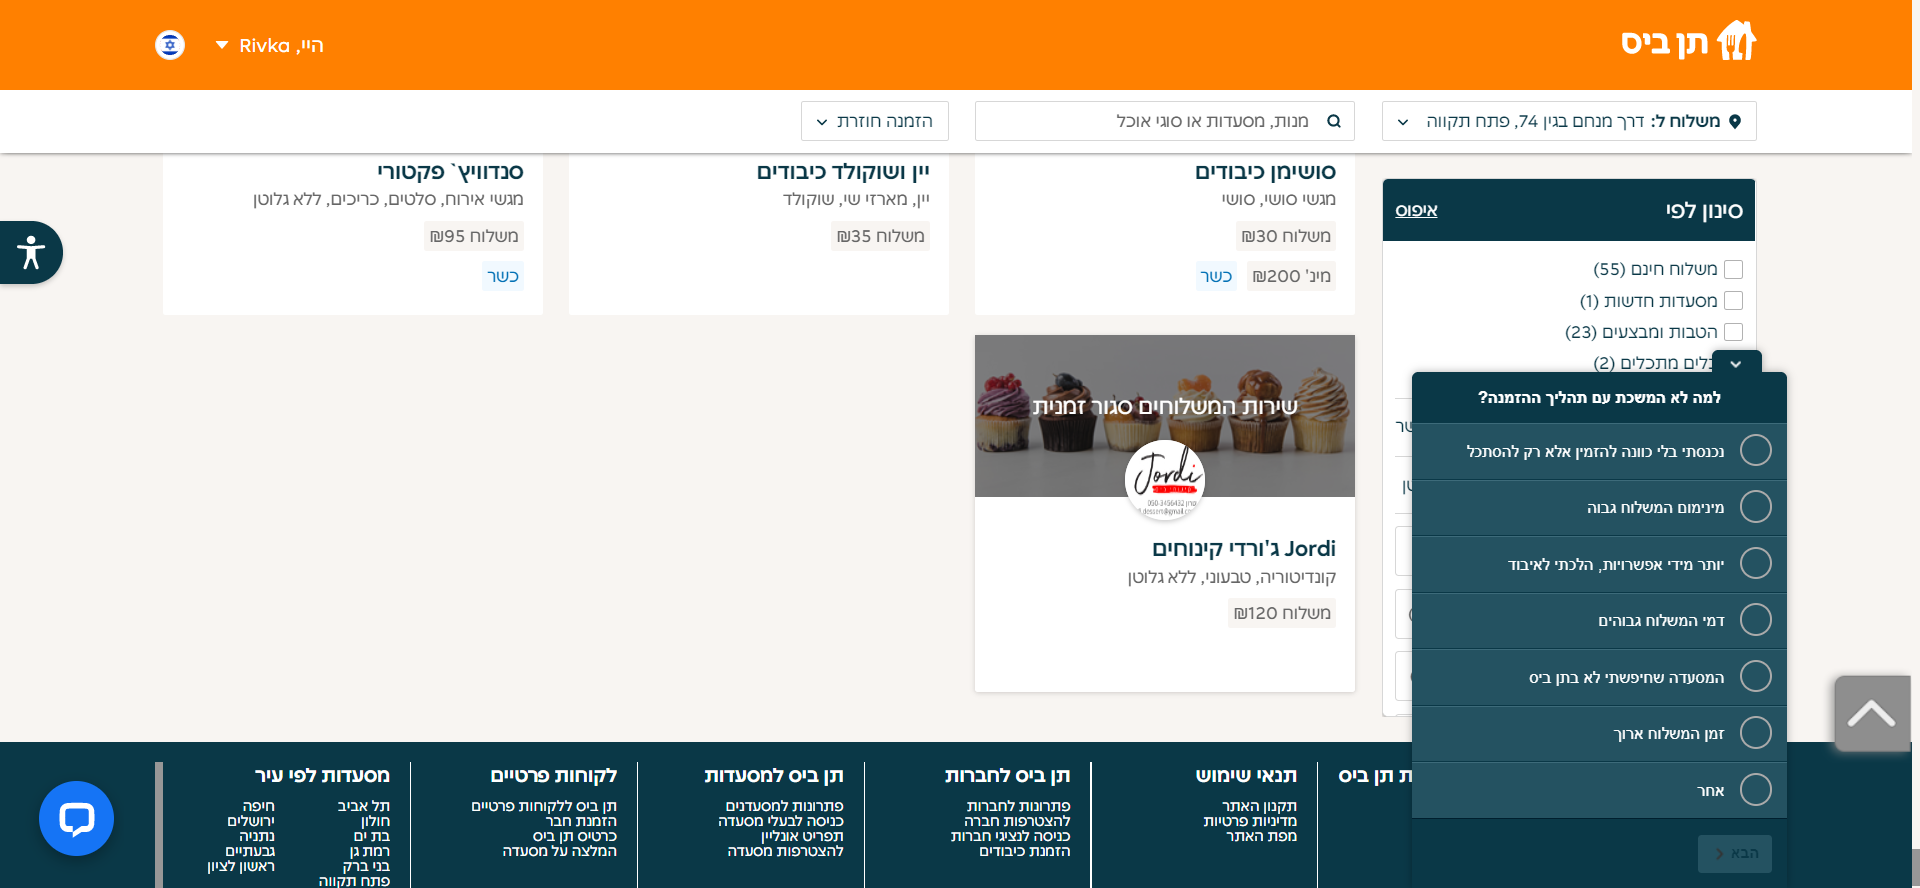 תן ביס
היי, Rivka
משלוח ל: דרך מנחם בגין 74, פתח תקווה
מנות, מסעדות או סוגי אוכל
הזמנה חוזרת
סינון לפי
איפוס
משלוח חינם (55)
מסעדות חדשות (1)
הטבות ומבצעים (23)
כלים מתכלים (2)
סושימן כיבודים
מגשי סושי, סושי
משלוח ₪30
מינ' ₪200
כשר
יין ושוקולד כיבודים
יין, מארזי שי, שוקולד
משלוח ₪35
סנדוויץ` פקטורי
מגשי אירוח, סלטים, כריכים, ללא גלוטן
משלוח ₪95
כשר
שירות המשלוחים סגור זמנית
Jordi
050-3456432
Jordi ג'ורדי קינוחים
קונדיטוריה, טבעוני, ללא גלוטן
משלוח ₪120
למה לא המשכת עם תהליך ההזמנה?
נכנסתי בלי כוונה להזמין אלא רק להסתכל
מינימום המשלוח גבוה
יותר מידי אפשרויות, הלכתי לאיבוד
דמי המשלוח גבוהים
המסעדה שחיפשתי לא בתן ביס
זמן המשלוח ארוך
אחר
הבא
ת תן ביס
תנאי שימוש
תקנון האתר
מדיניות פרטיות
מפת האתר
תן ביס לחברות
פתרונות לחברות
להצטרפות חברה
כניסה לנציגי חברות
הזמנת כיבודים
תן ביס למסעדות
פתרונות למסעדנים
כניסה לבעלי מסעדה
תפריט אונליין
להצטרפות מסעדה
לקוחות פרטיים
תן ביס ללקוחות פרטיים
הזמנת חבר
כרטיס תן ביס
המלצה על מסעדה
מסעדות לפי עיר
תל אביב
חולון
בת ים
רמת גן
בני ברק
פתח תקווה
חיפה
ירושלים
נתניה
גבעתיים
ראשון לציון